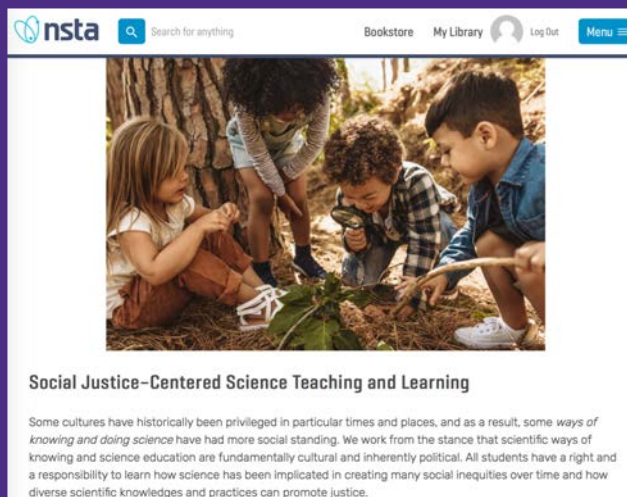 nsta Search for anything Bookstore My Library Log Out Menu
Social Justice-Centered Science Teaching and Learning
Some cultures have historically been privileged in particular times and places, and as a result, some ways of
knowing and doing science have had more social standing. We work from the stance that scientific ways of
knowing and science education are fundamentally cultural and inherently political. All students have a right and
a responsibility to learn how science has been implicated in creating many social inequities over time and how
diverse scientific knowledges and practices can promote justice.